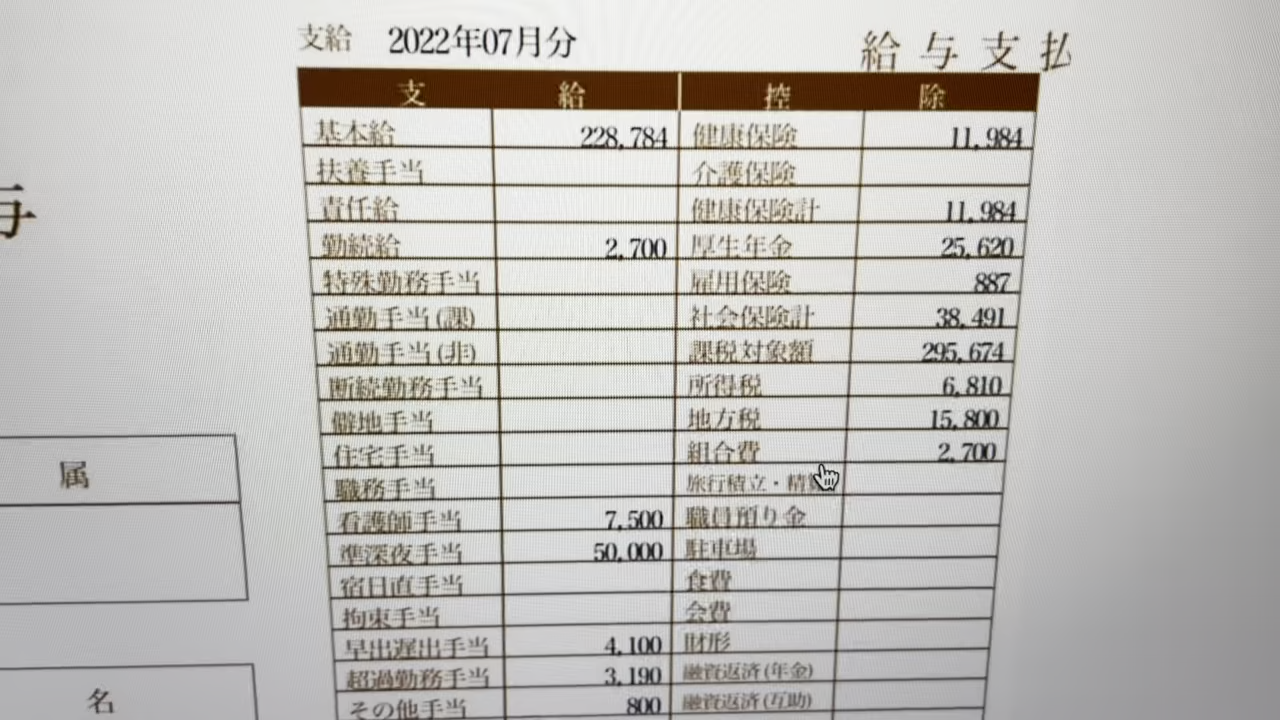 支給 2022年07月分 給与支払
支給 控除
基本給 228,784 健康保険 11,984
扶養手当 介護保険
責任給 健康保険計 11,984
勤続給 2,700 厚生年金 25,620
特殊勤務手当 雇用保険 887
通勤手当(課) 社会保険計 38,491
通勤手当(非) 課税対象額 295,674
断続勤務手当 所得税 6,810
僻地手当 地方税 15,800
住宅手当 組合費 2,700
職務手当 旅行積立・精
看護師手当 7,500 職員預り金
準深夜手当 50,000 駐車場
宿日直手当 食費
拘束手当 会費
早出遅出手当 4,100 財形
超過勤務手当 3,190 融資返済(年金)
その他手当 800 融資返済(互助)
与
属
名